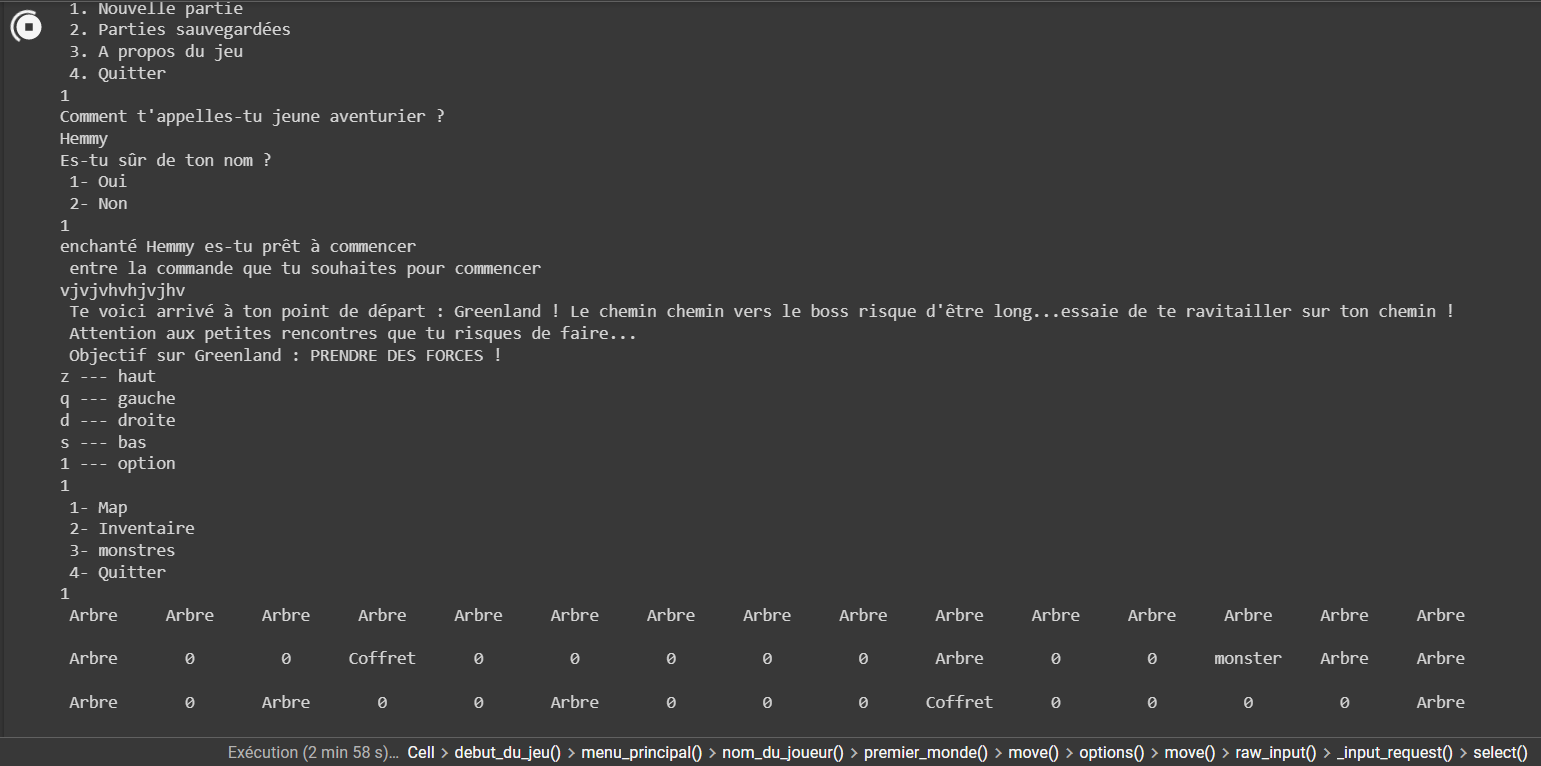 1. Nouvelle partie
2. Parties sauvegardées
3. A propos du jeu
4. Quitter
1
Comment t'appelles-tu jeune aventurier ?
Hemmy
Es-tu sûr de ton nom ?
1- Oui
2- Non
1
enchanté Hemmy es-tu prêt à commencer
entre la commande que tu souhaites pour commencer
vjvjvhvhjvjhv
Te voici arrivé à ton point de départ : Greenland ! Le chemin chemin vers le boss risque d'être long...essaie de te ravitailler sur ton chemin !
Attention aux petites rencontres que tu risques de faire...
Objectif sur Greenland : PRENDRE DES FORCES !
z --- haut
q --- gauche
d --- droite
s --- bas
1 --- option
1
1- Map
2- Inventaire
3- monstres
4- Quitter
1
Arbre Arbre Arbre Arbre Arbre Arbre Arbre Arbre Arbre Arbre Arbre Arbre Arbre Arbre Arbre
Arbre 0 0 Coffret 0 0 0 0 0 Arbre 0 0 monster Arbre Arbre
Arbre 0 Arbre 0 0 Arbre 0 0 0 Coffret 0 0 0 0 Arbre
Exécution (2 min 58 s)... Cell > debut_du_jeu() > menu_principal() > nom_du_joueur() > premier_monde() > move() > options() > move() > raw_input() > _input_request() > select()